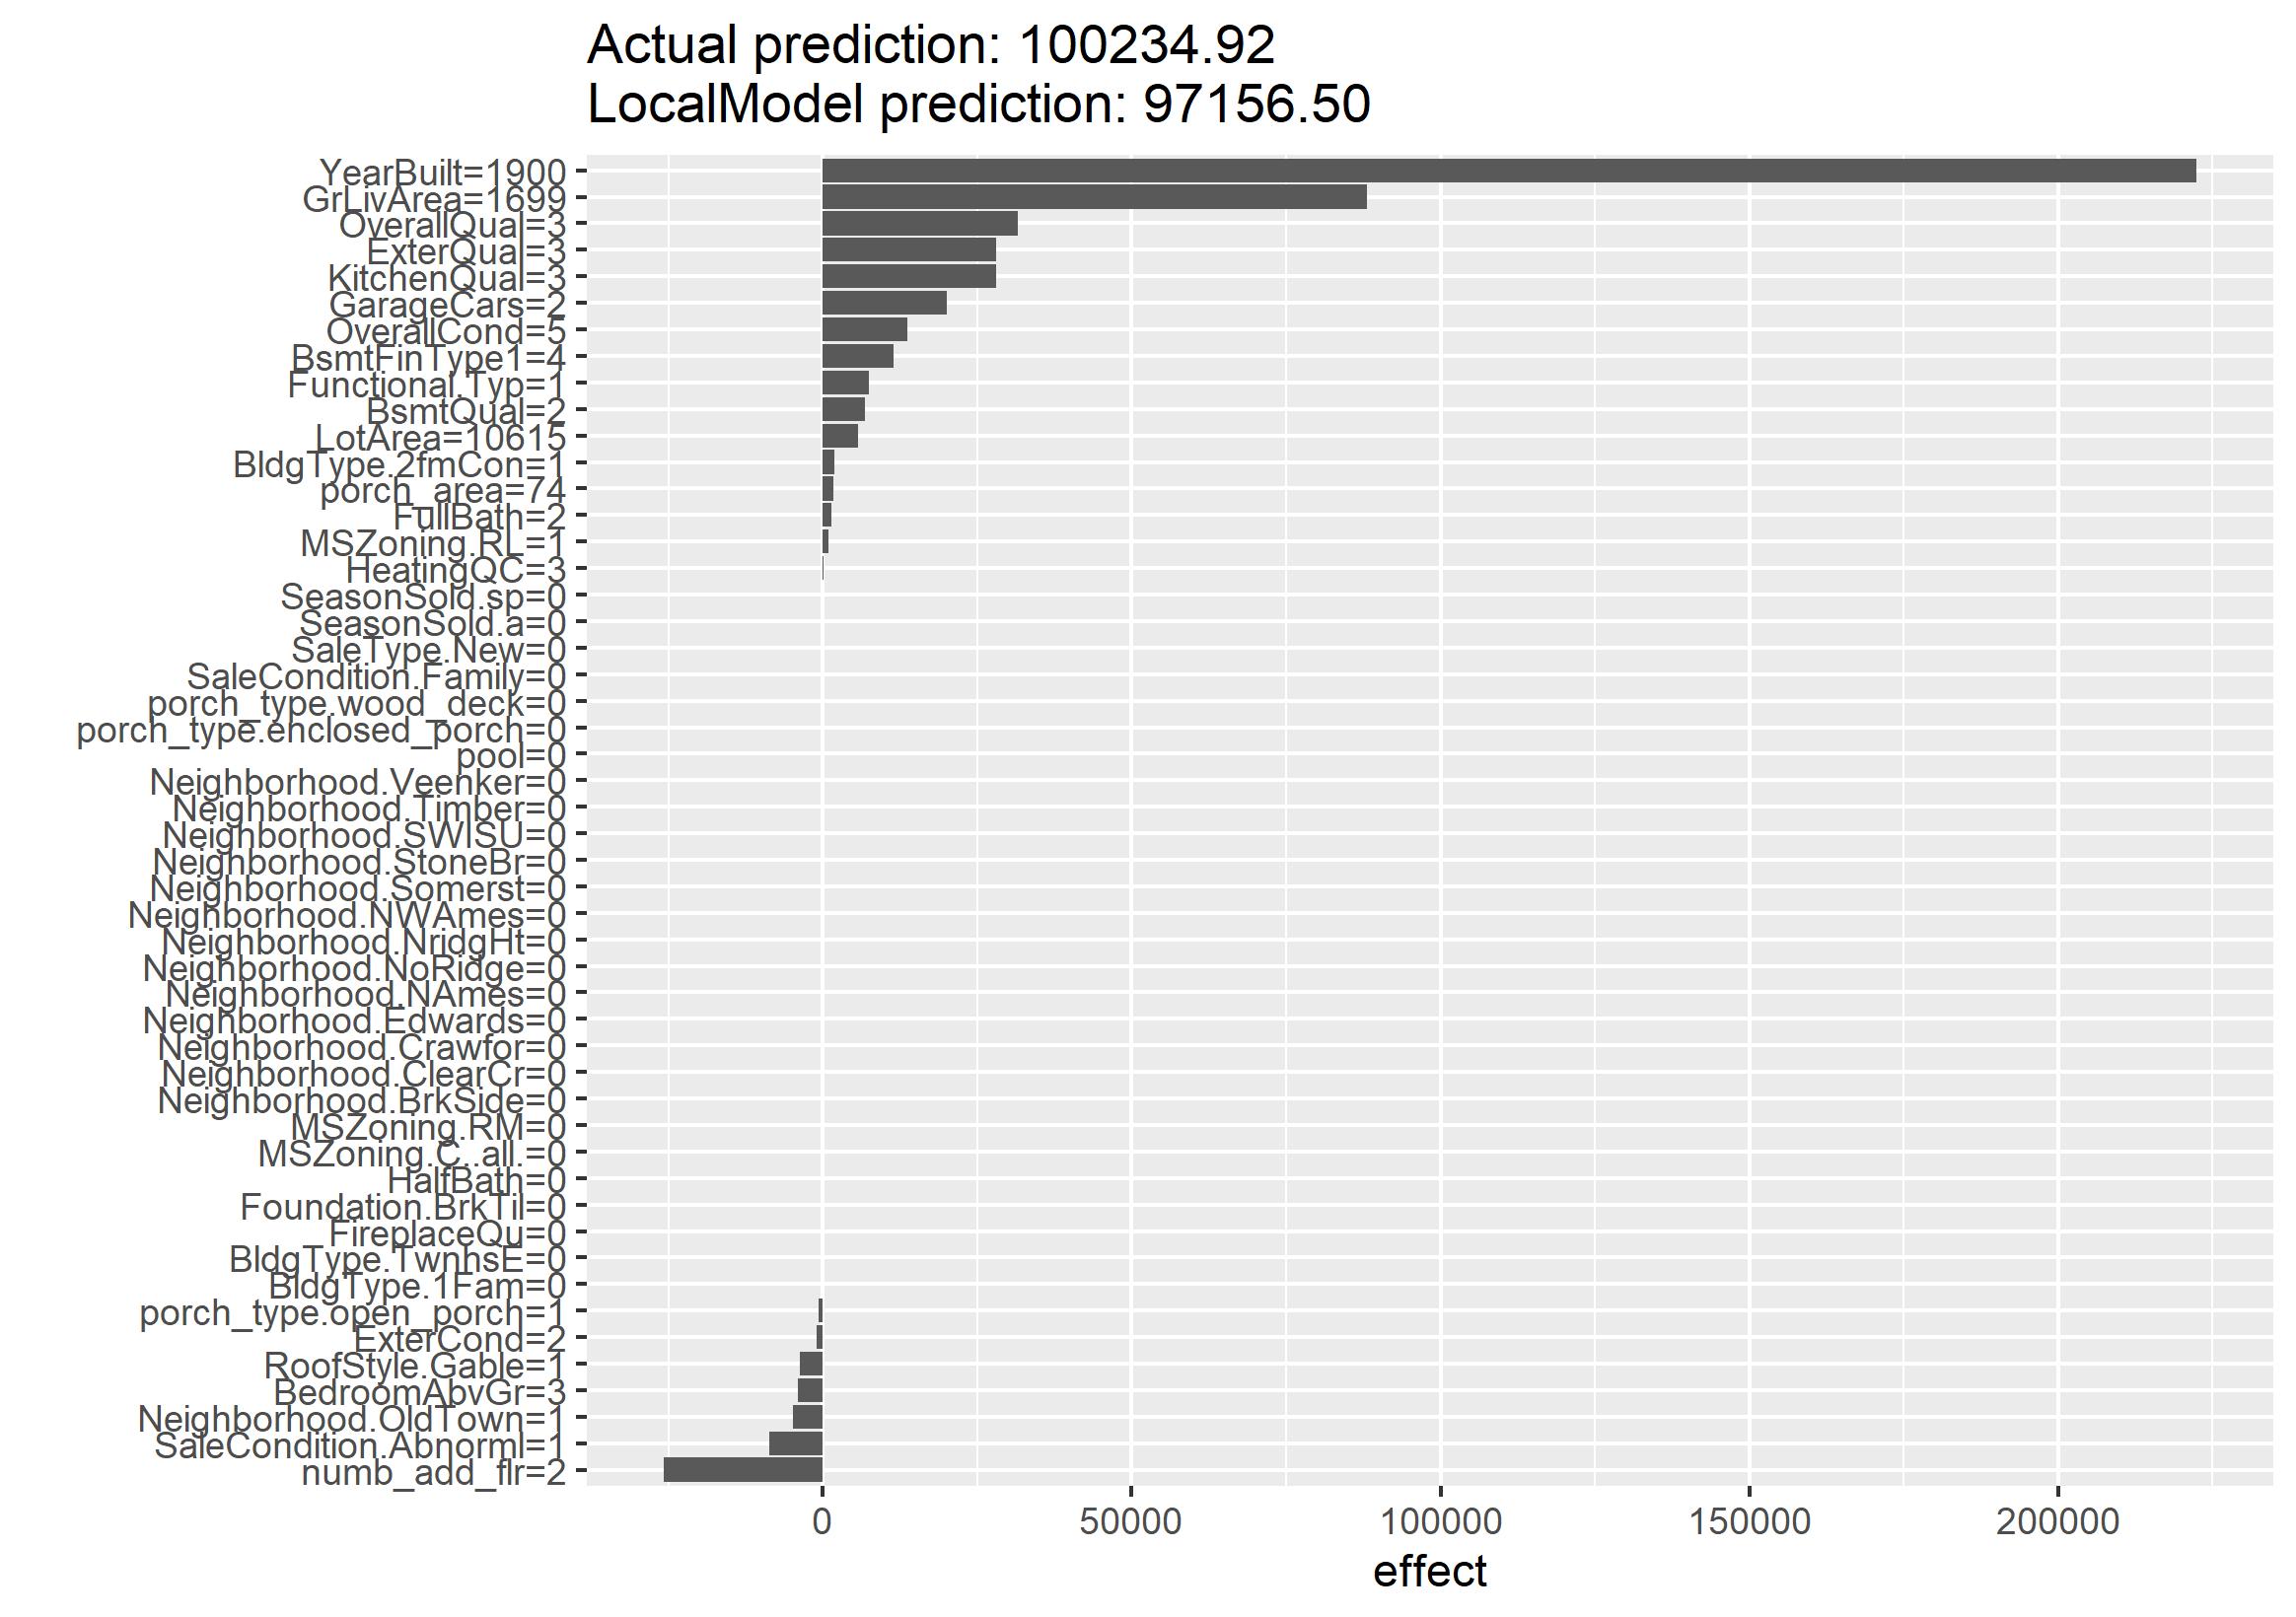 Actual prediction: 100234.92
LocalModel prediction: 97156.50
YearBuilt=1900
GrLivArea=1699
OverallQual=3
ExterQual=3
KitchenQual=3
GarageCars=2
OverallCond=5
BsmtFinType1=4
Functional.Typ=1
BsmtQual=2
LotArea=10615
BldgType.2fmCon=1
porch_area=74
FullBath=2
MSZoning.RL=1
HeatingQC=3
SeasonSold.sp=0
SeasonSold.a=0
SaleType.New=0
SaleCondition.Family=0
porch_type.wood_deck=0
porch_type.enclosed_porch=0
pool=0
Neighborhood.Veenker=0
Neighborhood.Timber=0
Neighborhood.SWISU=0
Neighborhood.StoneBr=0
Neighborhood.Somerst=0
Neighborhood.NWAmes=0
Neighborhood.NridgHt=0
Neighborhood.NoRidge=0
Neighborhood.NAmes=0
Neighborhood.Edwards=0
Neighborhood.Crawfor=0
Neighborhood.ClearCr=0
Neighborhood.BrkSide=0
MSZoning.RM=0
MSZoning.C..all.=0
HalfBath=0
Foundation.BrkTil=0
FireplaceQu=0
BldgType.TwnhsE=0
BldgType.1Fam=0
porch_type.open_porch=1
ExterCond=2
RoofStyle.Gable=1
BedroomAbvGr=3
Neighborhood.OldTown=1
SaleCondition.Abnorml=1
numb_add_flr=2
0 50000 100000 150000 200000
effect